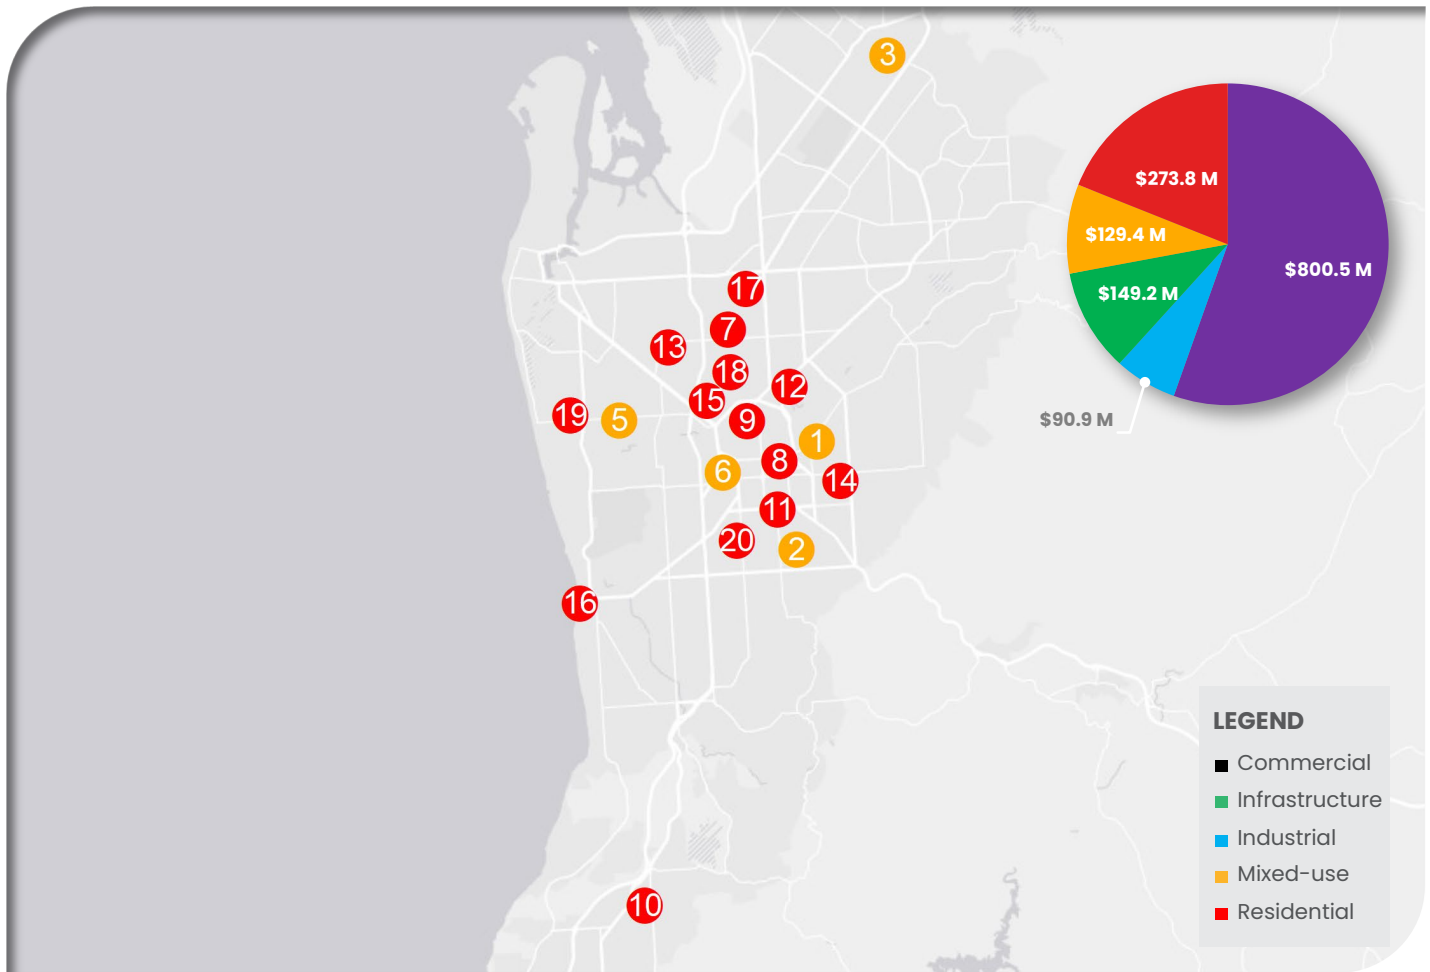 3
$273.8 M
$129.4 M
$800.5 M
$149.2 M
17
7
13
18
12
15
19
5
9
$90.9 M
1
8
6
14
11
20
2
16
LEGEND
Commercial
Infrastructure
Industrial
Mixed-use
Residential
10